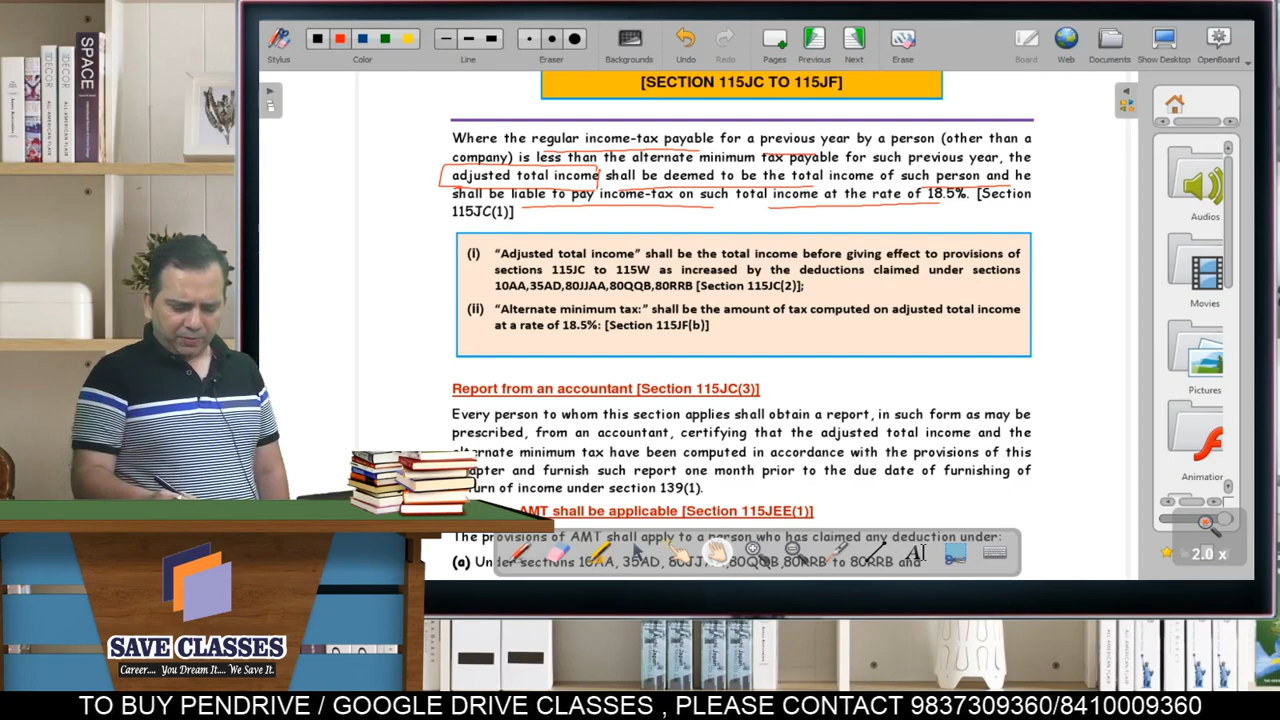 Stylus
Color
Line
Eraser
Backgrounds
Undo
Redo
Pages
Previous
Next
Erase
Board
Web
Documents
Show Desktop
OpenBoard
[SECTION 115JC TO 115JF]
Where the regular income-tax payable for a previous year by a person (other than a
company) is less than the alternate minimum tax payable for such previous year, the
adjusted total income shall be deemed to be the total income of such person and he
shall be liable to pay income-tax on such total income at the rate of 18.5%. [Section
115JC(1)]
(i) “Adjusted total income” shall be the total income before giving effect to provisions of
sections 115JC to 115W as increased by the deductions claimed under sections
10AA,35AD,80JJAA,80QQB,80RRB [Section 115JC(2)];
(ii) “Alternate minimum tax:” shall be the amount of tax computed on adjusted total income
at a rate of 18.5%: [Section 115JF(b)]
Report from an accountant [Section 115JC(3)]
Every person to whom this section applies shall obtain a report, in such form as may be
prescribed, from an accountant, certifying that the adjusted total income and the
minimum tax have been computed in accordance with the provisions of this
and furnish such report one month prior to the due date of furnishing of
of income under section 139(1).
AMT shall be applicable [Section 115JEE(1)]
The provisions of AMT shall apply to a person who has claimed any deduction under:
(a) Under sections 10AA, 35AD, 80RRB to 80RRB and
Audios
Movies
Pictures
Animation
2.0 x
SPACE
SAVE CLASSES
Career.... You Dream It.... We Save It.
TO BUY PENDRIVE / GOOGLE DRIVE CLASSES , PLEASE CONTACT 9837309360/8410009360